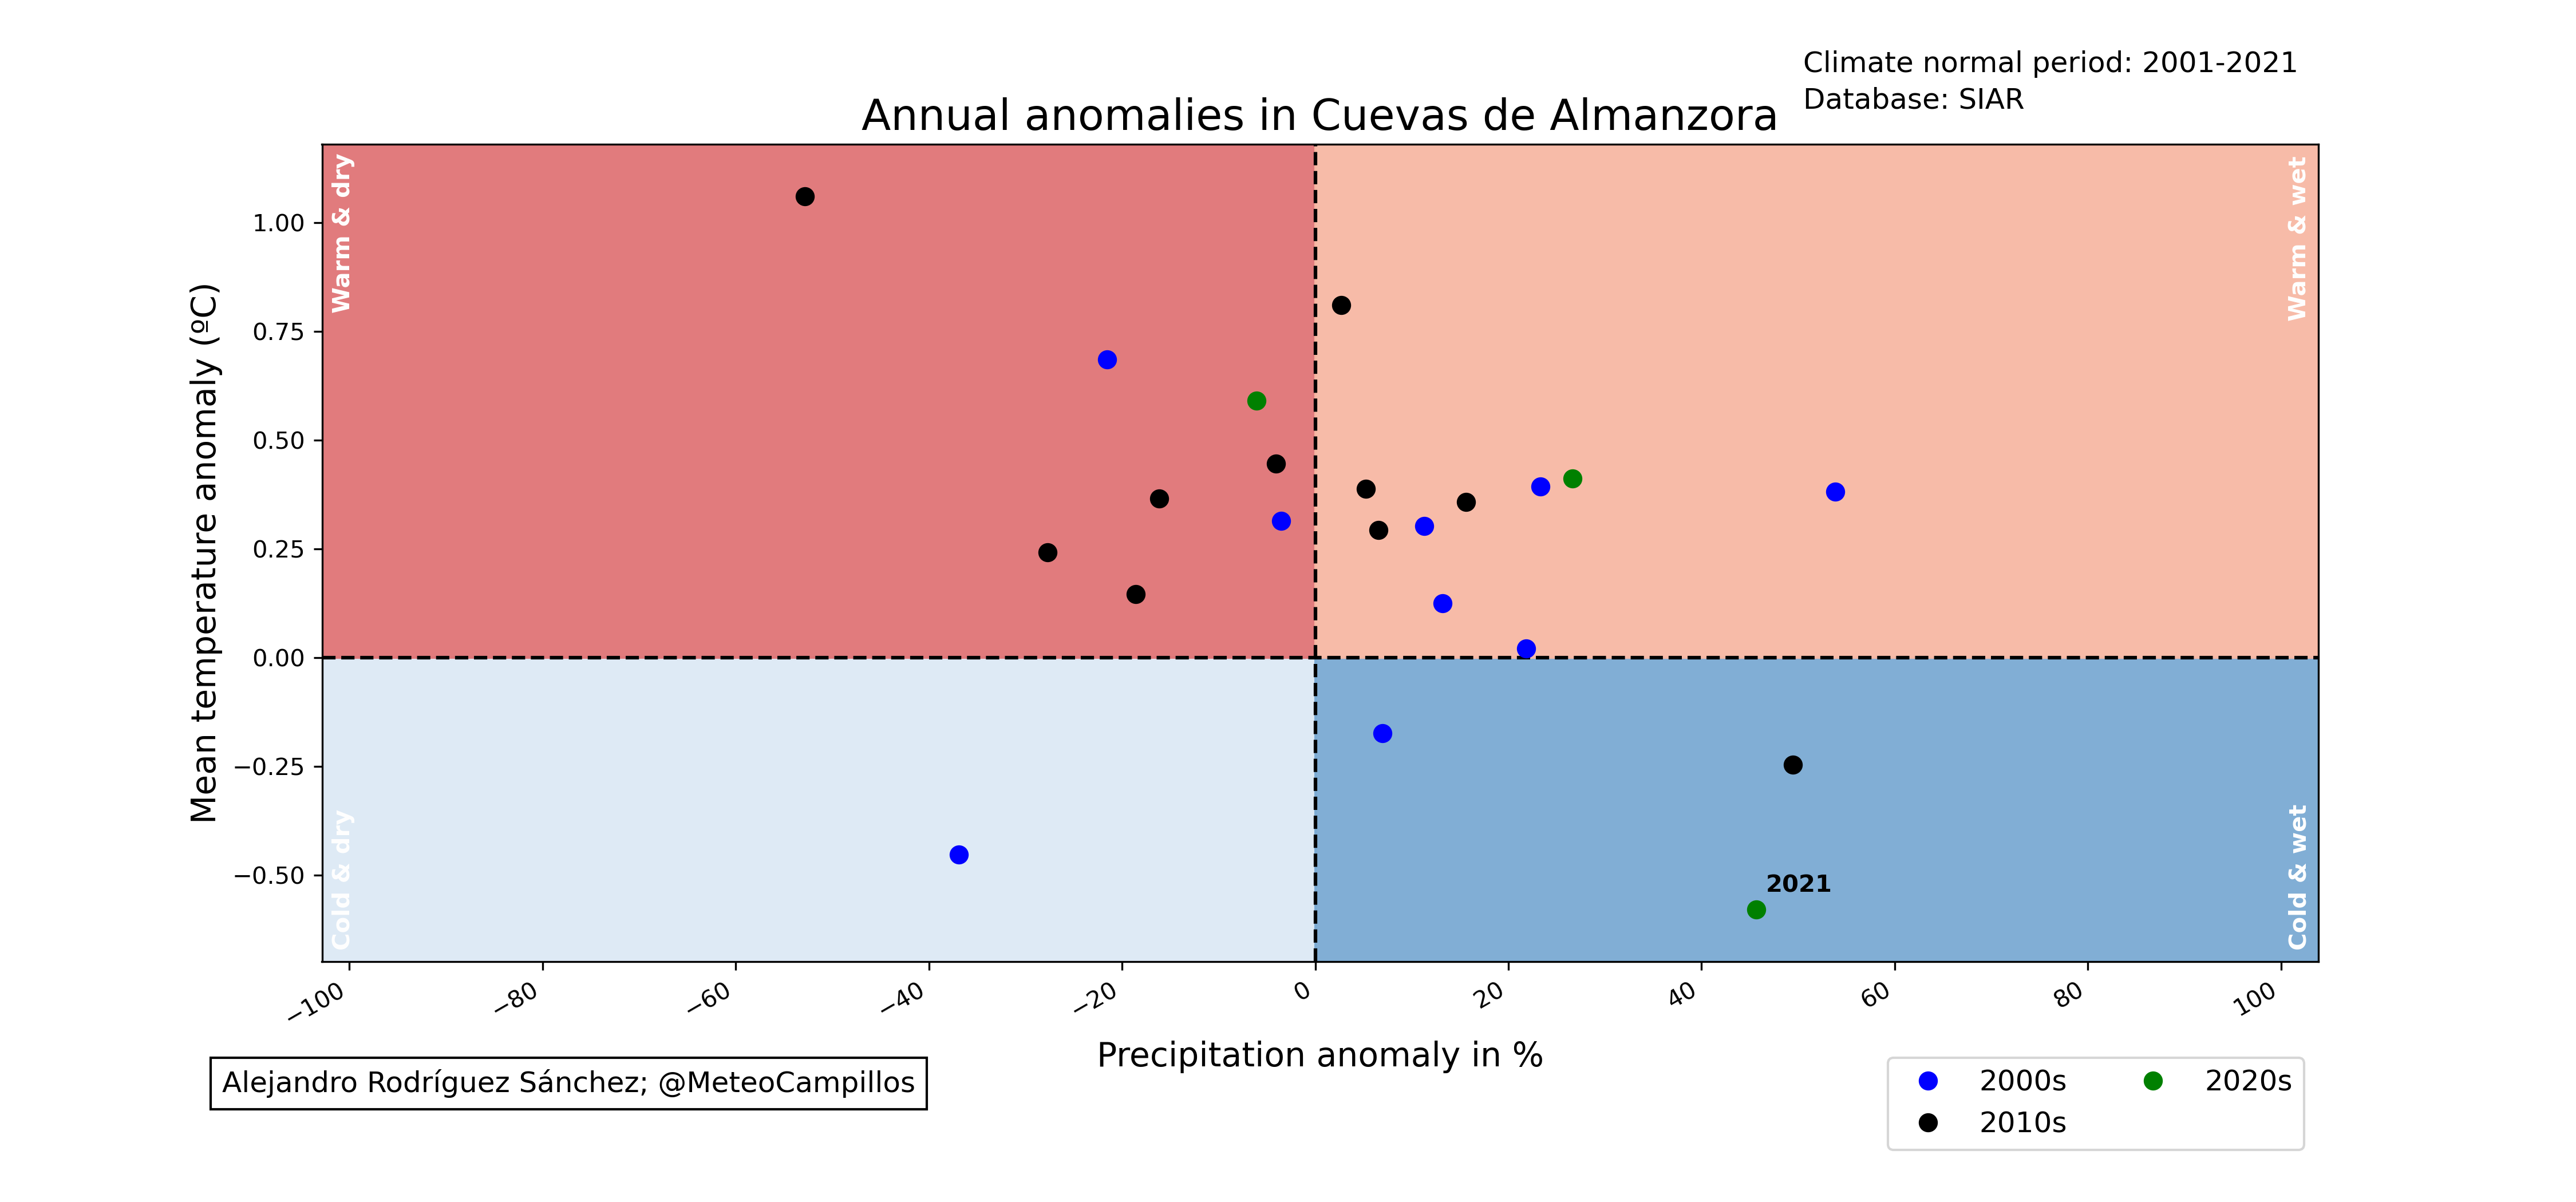 Climate normal period: 2001-2021
Database: SIAR
Annual anomalies in Cuevas de Almanzora
Warm & dry
Warm & wet
Cold & dry
Cold & wet
Mean temperature anomaly (ºC)
1.00
0.75
0.50
0.25
0.00
−0.25
−0.50
2021
−100
−80
−60
−40
−20
0
20
40
60
80
100
Precipitation anomaly in %
Alejandro Rodríguez Sánchez; @MeteoCampillos
2000s
2010s
2020s